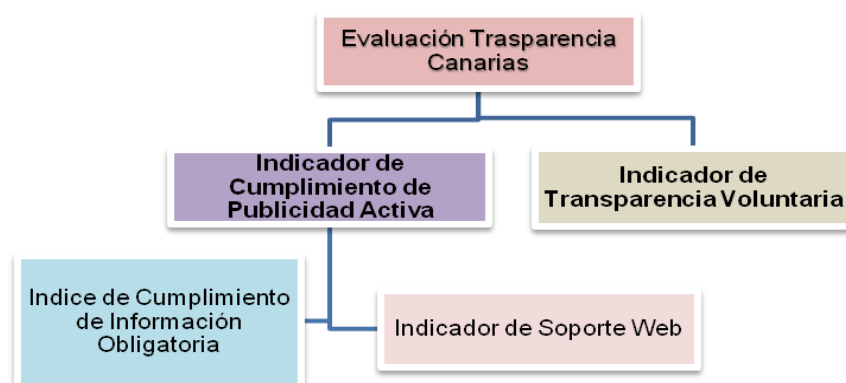 Evaluación Trasparencia
Canarias
Indicador de
Cumplimiento de
Publicidad Activa
Indicador de
Transparencia Voluntaria
Indice de Cumplimiento
de Información
Obligatoria
Indicador de Soporte Web